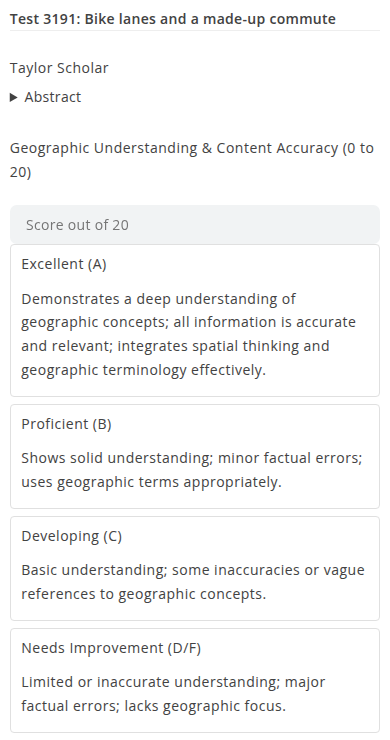 Test 3191: Bike lanes and a made-up commute
Taylor Scholar
▶ Abstract
Geographic Understanding & Content Accuracy (0 to
20)
Score out of 20
Excellent (A)
Demonstrates a deep understanding of
geographic concepts; all information is accurate
and relevant; integrates spatial thinking and
geographic terminology effectively.
Proficient (B)
Shows solid understanding; minor factual errors;
uses geographic terms appropriately.
Developing (C)
Basic understanding; some inaccuracies or vague
references to geographic concepts.
Needs Improvement (D/F)
Limited or inaccurate understanding; major
factual errors; lacks geographic focus.